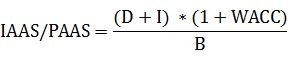 IAAS/PAAS = (D + I) * (1 + WACC) / B